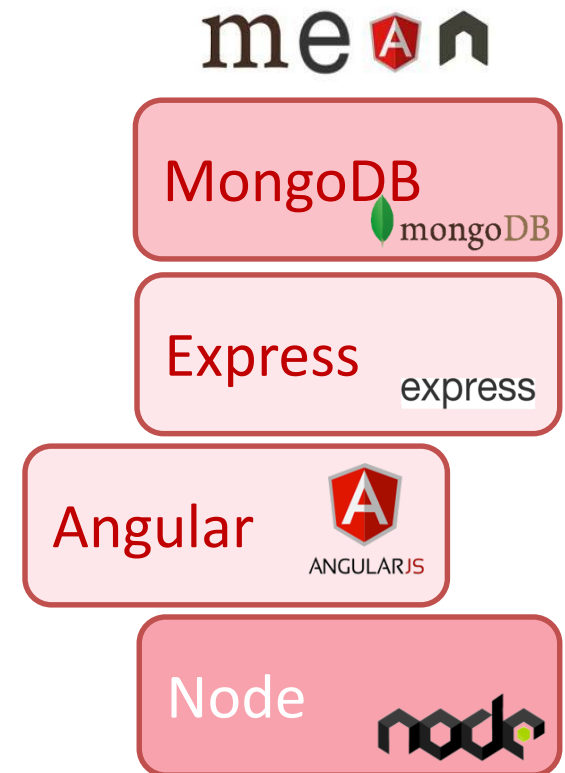 mean
MongoDB
mongoDB
Express
express
Angular
ANGULARJS
Node
node